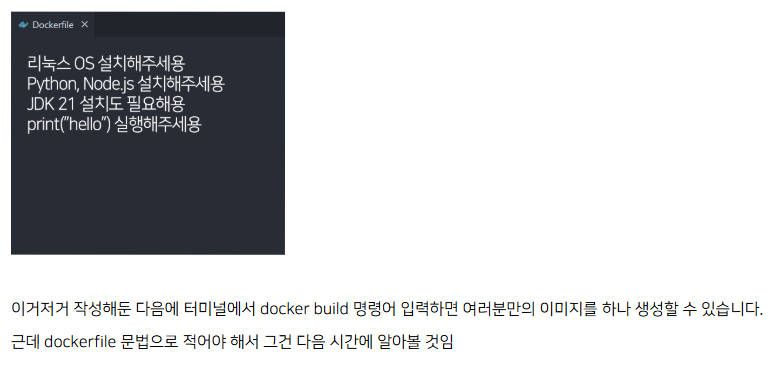 Dockerfile
리눅스 OS 설치해주세용
Python, Node.js 설치해주세용
JDK 21 설치도 필요해용
print("hello") 실행해주세용
이거저거 작성해둔 다음에 터미널에서 docker build 명령어 입력하면 여러분만의 이미지를 하나 생성할 수 있습니다.
근데 dockerfile 문법으로 적어야 해서 그건 다음 시간에 알아볼 것임